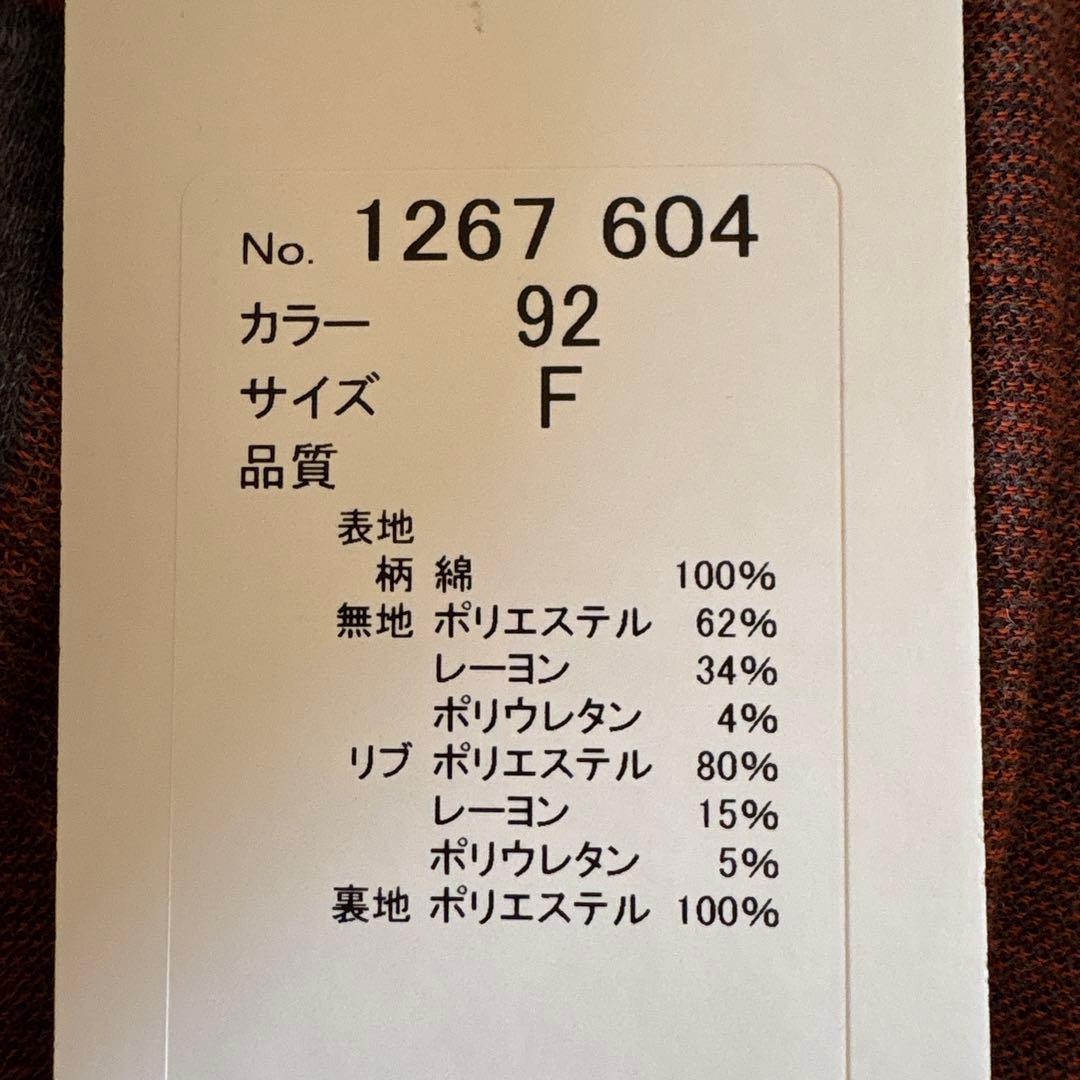 No. 1267 604
カラー 92
サイズ F
品質
表地
柄 綿 100%
無地 ポリエステル 62%
レーヨン 34%
ポリウレタン 4%
リブ ポリエステル 80%
レーヨン 15%
ポリウレタン 5%
裏地 ポリエステル 100%